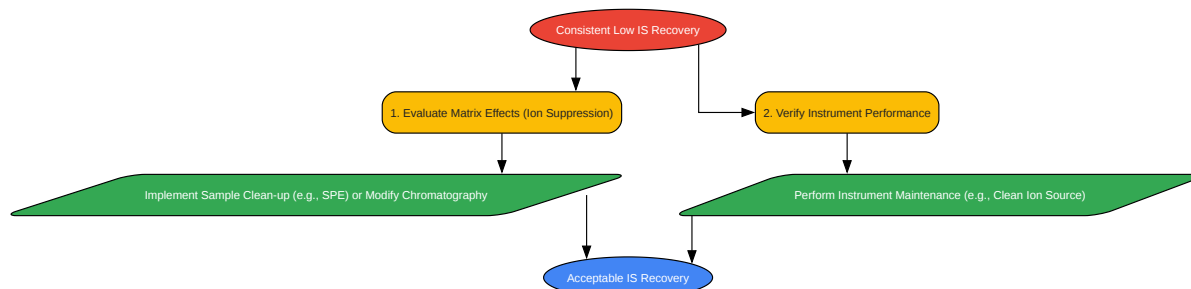 Consistent Low IS Recovery
1. Evaluate Matrix Effects (Ion Suppression)
2. Verify Instrument Performance
Implement Sample Clean-up (e.g., SPE) or Modify Chromatography
Perform Instrument Maintenance (e.g., Clean Ion Source)
Acceptable IS Recovery